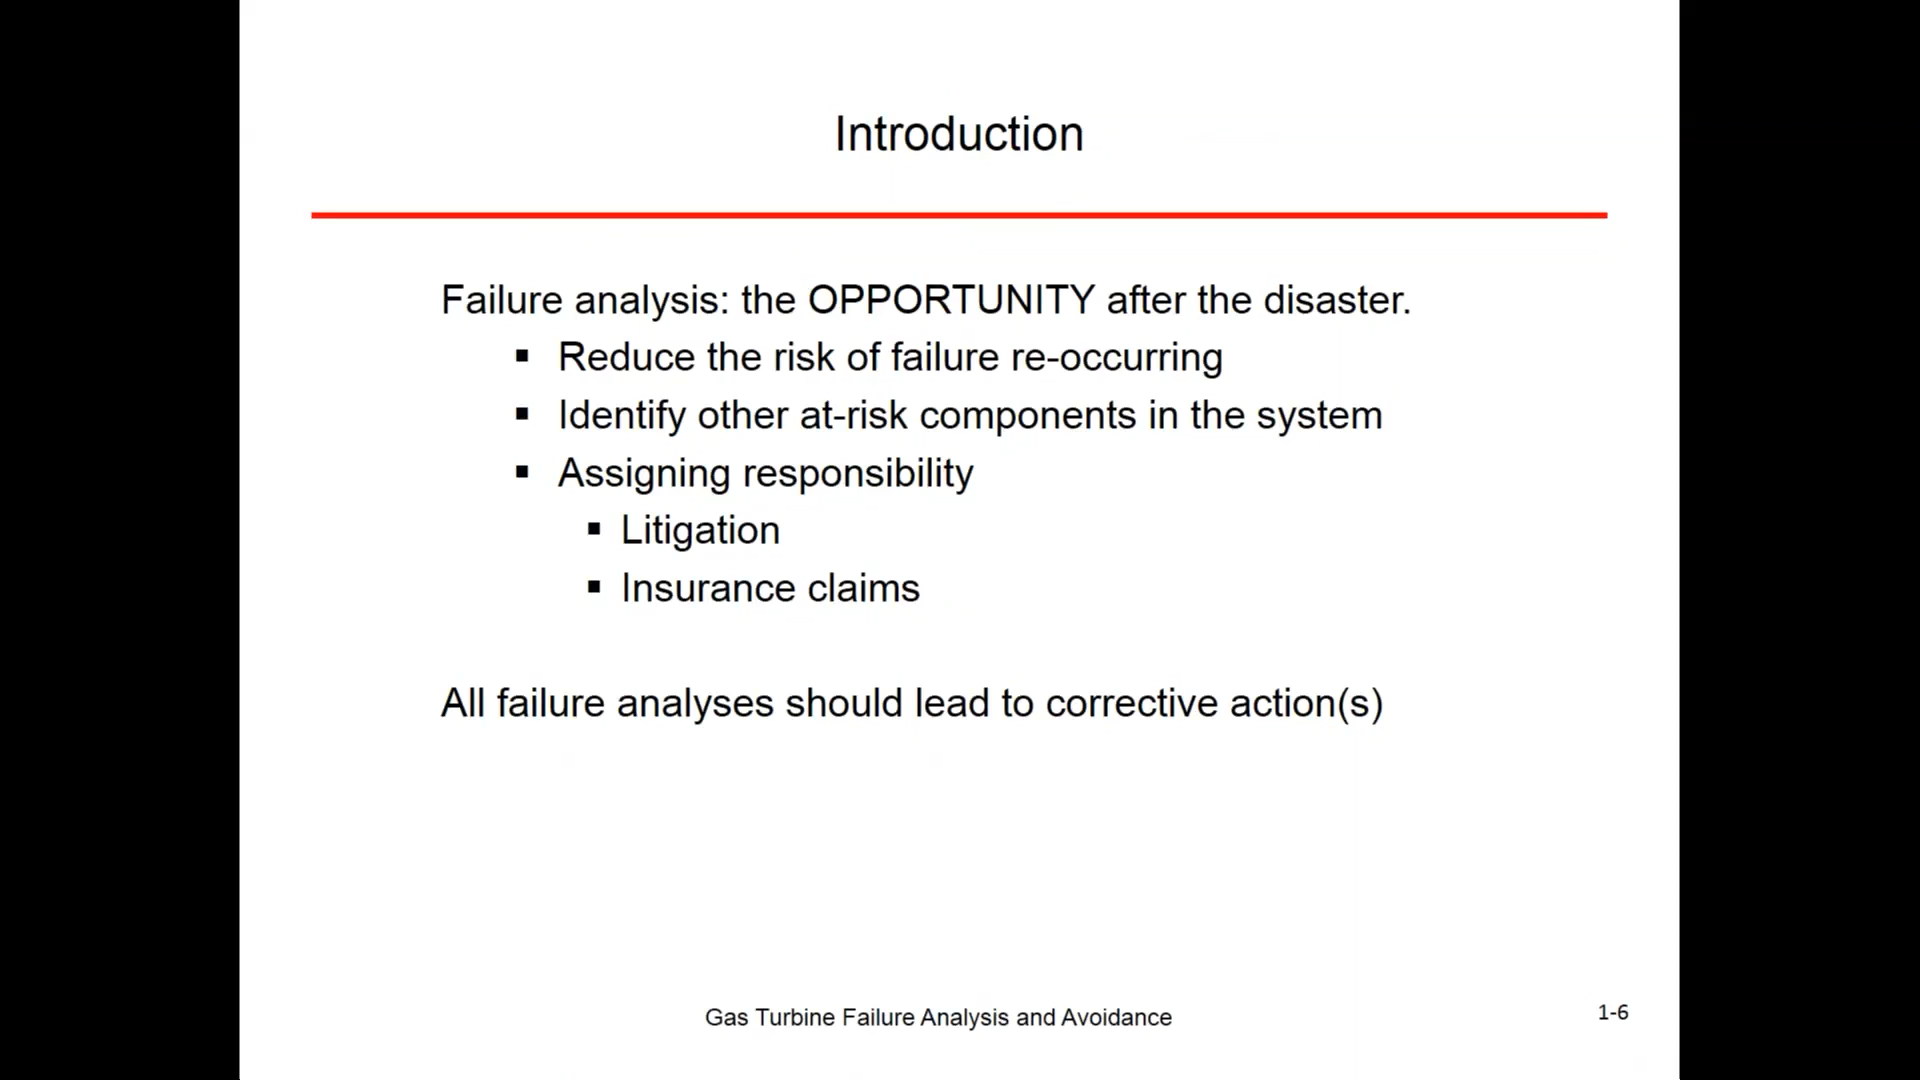 Introduction
Failure analysis: the OPPORTUNITY after the disaster.
▪ Reduce the risk of failure re-occurring
▪ Identify other at-risk components in the system
▪ Assigning responsibility
▪ Litigation
▪ Insurance claims
All failure analyses should lead to corrective action(s)
Gas Turbine Failure Analysis and Avoidance
1-6